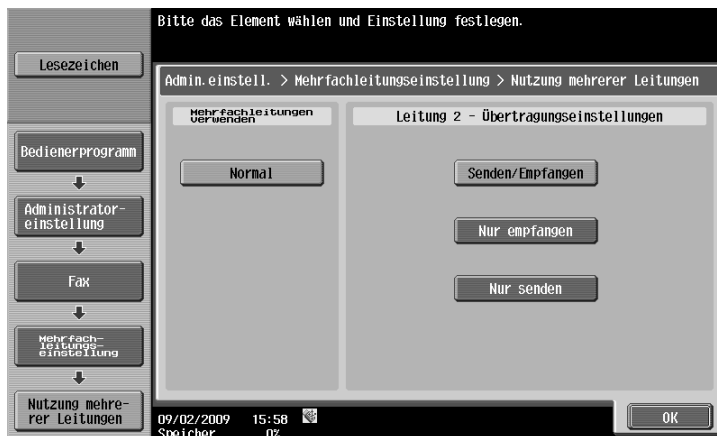 Bitte das Element wählen und Einstellung festlegen.
Lesezeichen
Admin.einstell. > Mehrfachleitungseinstellung > Nutzung mehrerer Leitungen
Mehrfachleitungen
verwenden
Leitung 2 - Übertragungseinstellungen
Bedienerprogramm
Normal
Senden/Empfangen
Administrator-
einstellung
Nur empfangen
Fax
Nur senden
Mehrfach-
leitungs-
einstellung
Nutzung mehre-
rer Leitungen
09/02/2009 15:58
Speicher 0%
OK